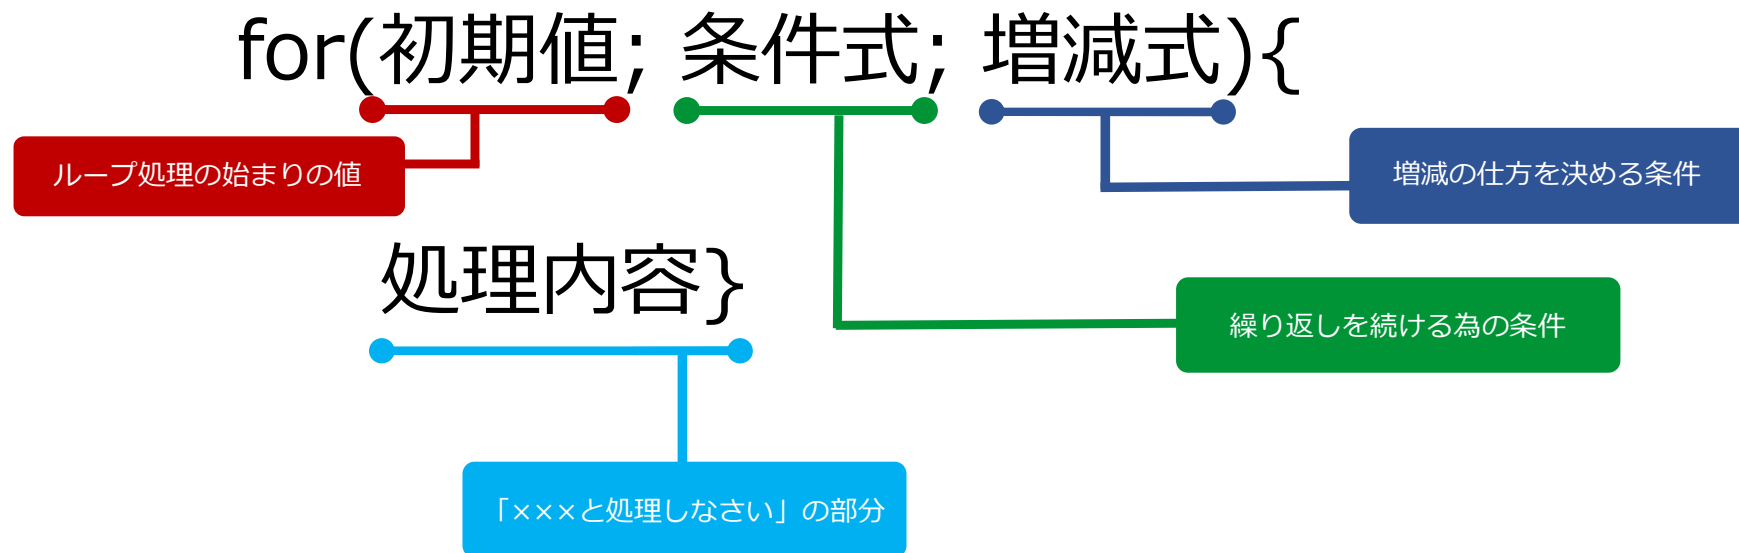 for(初期値; 条件式; 増減式){
ループ処理の始まりの値
増減の仕方を決める条件
処理内容}
繰り返しを続ける為の条件
「×××と処理しなさい」の部分